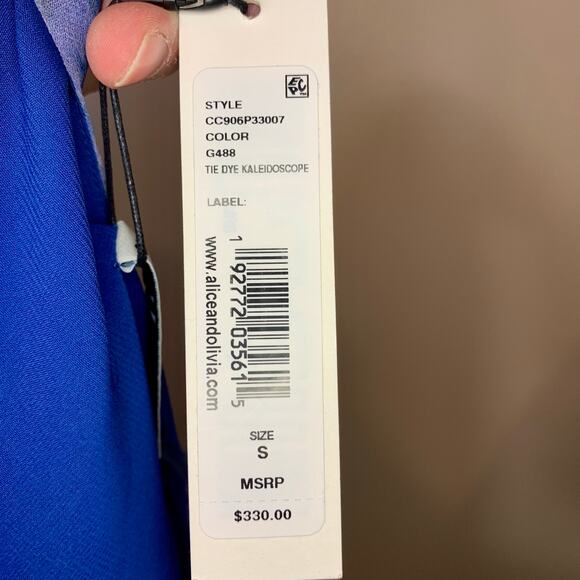 STYLE
CC906P33007
COLOR
G488
TIE DYE KALEIDOSCOPE
LABEL:
1 92772 03561 5
www.aliceandolivia.com
SIZE
S
MSRP
$330.00